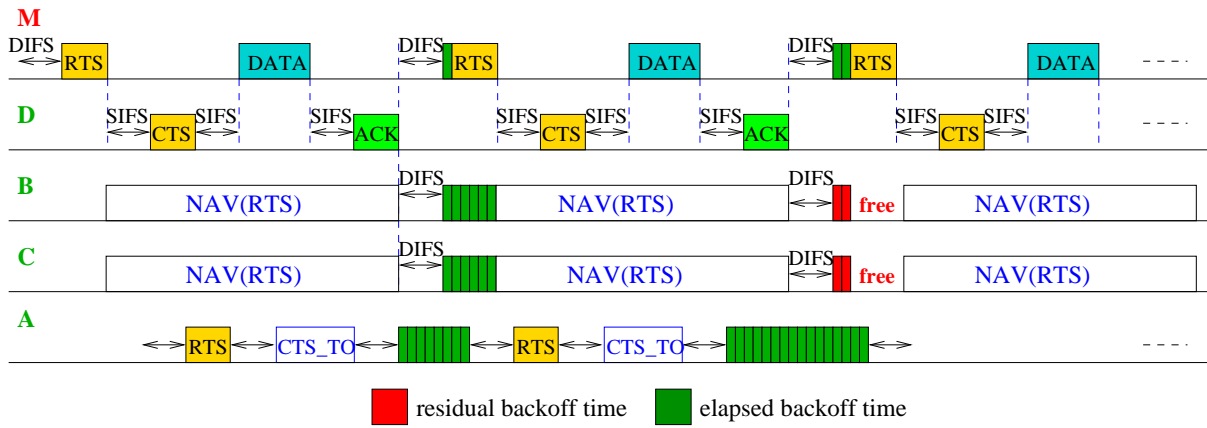 M
DIFS RTS DATA DIFS RTS DATA DIFS RTS DATA
D
SIFS CTS SIFS SIFS ACK SIFS CTS SIFS SIFS ACK SIFS CTS SIFS
B
NAV(RTS) DIFS NAV(RTS) DIFS free NAV(RTS)
C
NAV(RTS) DIFS NAV(RTS) DIFS free NAV(RTS)
A
RTS CTS_TO RTS CTS_TO
residual backoff time elapsed backoff time